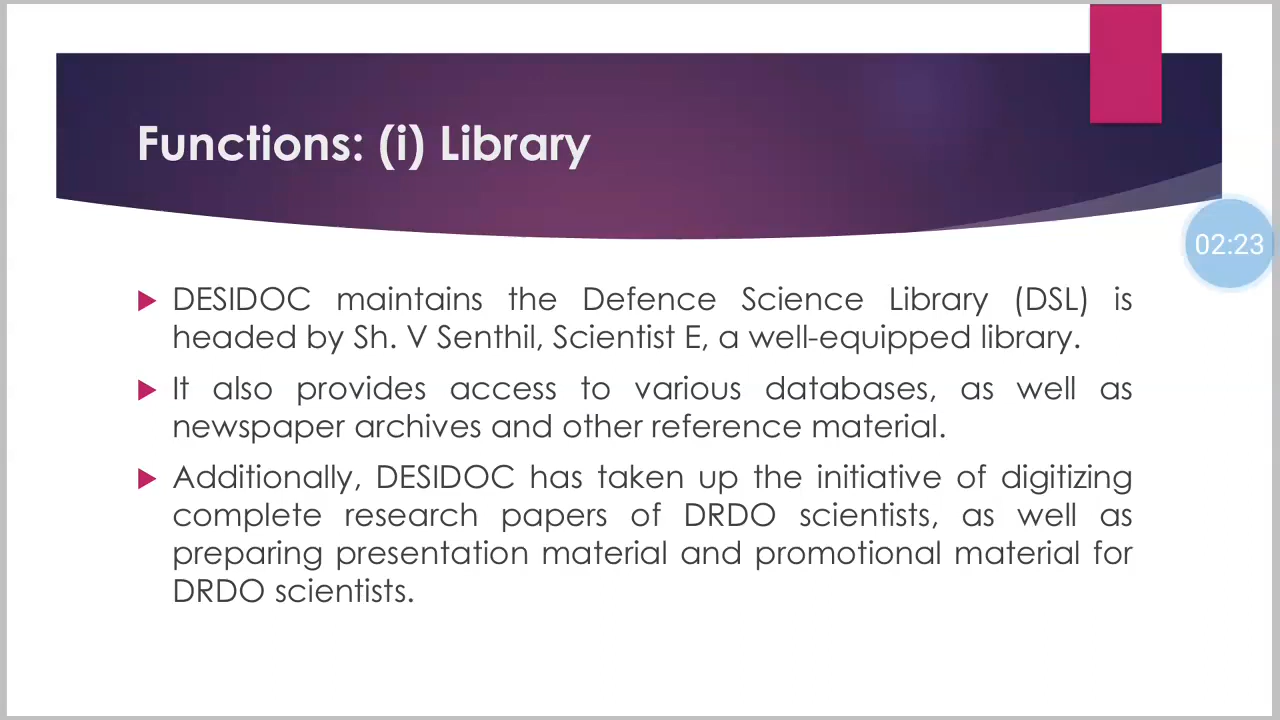 Functions: (i) Library
02:23
DESIDOC maintains the Defence Science Library (DSL) is
headed by Sh. V Senthil, Scientist E, a well-equipped library.
It also provides access to various databases, as well as
newspaper archives and other reference material.
Additionally, DESIDOC has taken up the initiative of digitizing
complete research papers of DRDO scientists, as well as
preparing presentation material and promotional material for
DRDO scientists.